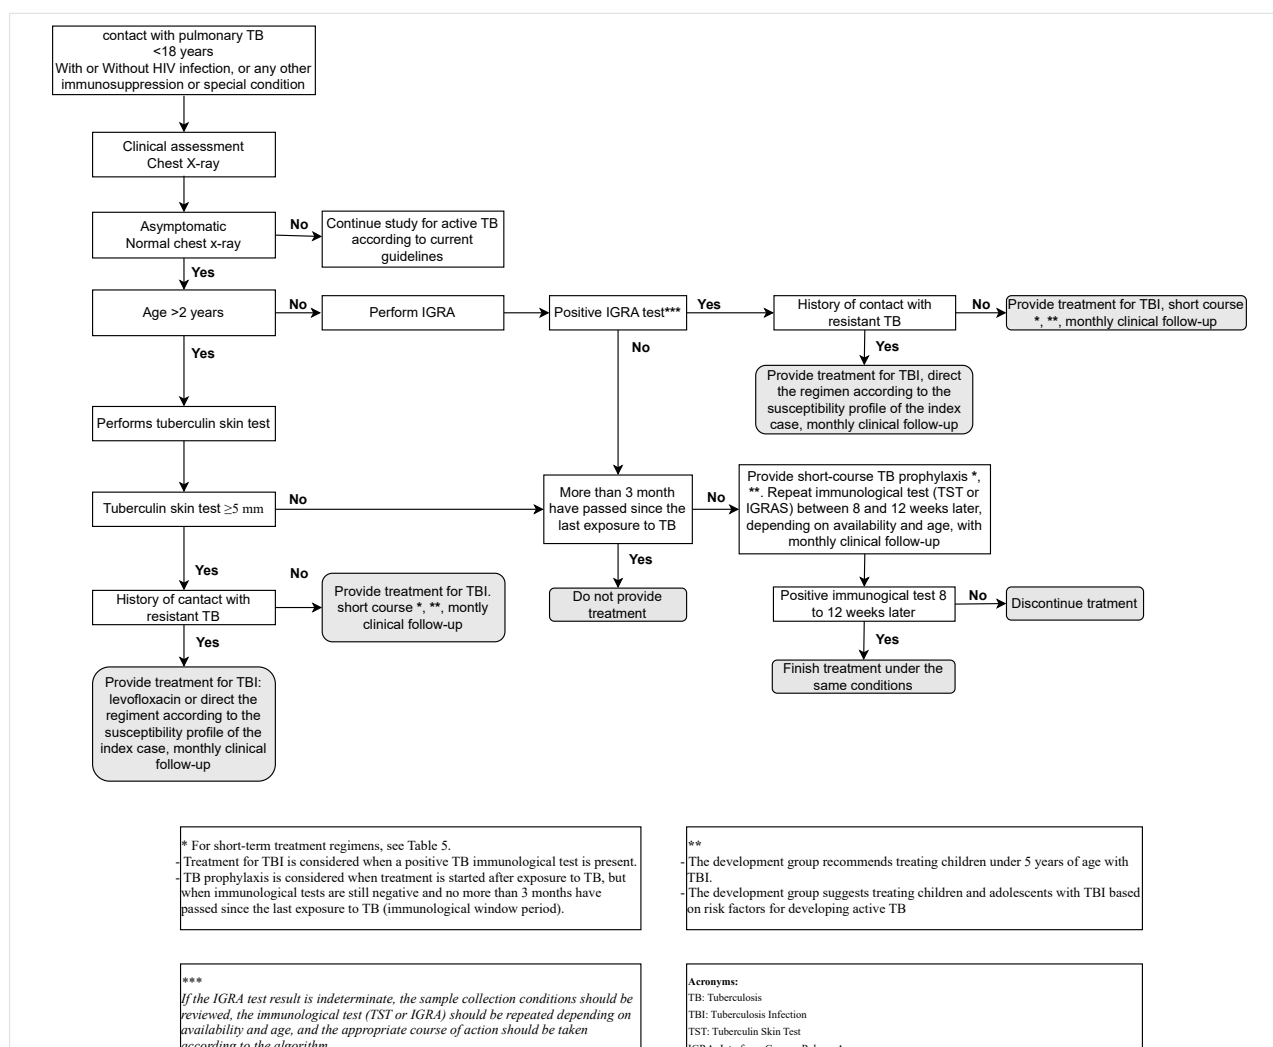 contact with pulmonary TB
<18 years
With or Without HIV infection, or any other
immunosuppression or special condition
Clinical assessment
Chest X-ray
Asymptomatic
Normal chest x-ray
No
Continue study for active TB
according to current
guidelines
Yes
Age >2 years
No
Perform IGRA
Positive IGRA test***
Yes
History of contact with
resistant TB
No
Provide treatment for TBI, short course
*, **, monthly clinical follow-up
Yes
No
Yes
Provide treatment for TBI, direct
the regimen according to the
susceptibility profile of the index
case, monthly clinical follow-up
Performs tuberculin skin test
Tuberculin skin test ≥5 mm
No
More than 3 month
have passed since the
last exposure to TB
No
Provide short-course TB prophylaxis *,
**. Repeat immunological test (TST or
IGRAS) between 8 and 12 weeks later,
depending on availability and age, with
monthly clinical follow-up
Yes
Do not provide
treatment
Positive immunogical test 8
to 12 weeks later
No
Discontinue tratment
Yes
Finish treatment under the
same conditions
Yes
History of cantact with
resistant TB
No
Provide treatment for TBI.
short course *, **, montly
clinical follow-up
Yes
Provide treatment for TBI:
levofloxacin or direct the
regiment according to the
susceptibility profile of the
index case, monthly clinical
follow-up
* For short-term treatment regimens, see Table 5.
- Treatment for TBI is considered when a positive TB immunological test is present.
- TB prophylaxis is considered when treatment is started after exposure to TB, but
when immunological tests are still negative and no more than 3 months have
passed since the last exposure to TB (immunological window period).
**
- The development group recommends treating children under 5 years of age with
TBI.
- The development group suggests treating children and adolescents with TBI based
on risk factors for developing active TB
***
If the IGRA test result is indeterminate, the sample collection conditions should be
reviewed, the immunological test (TST or IGRA) should be repeated depending on
availability and age, and the appropriate course of action should be taken
according to the algorithm
Acronyms:
TB: Tuberculosis
TBI: Tuberculosis Infection
TST: Tuberculin Skin Test